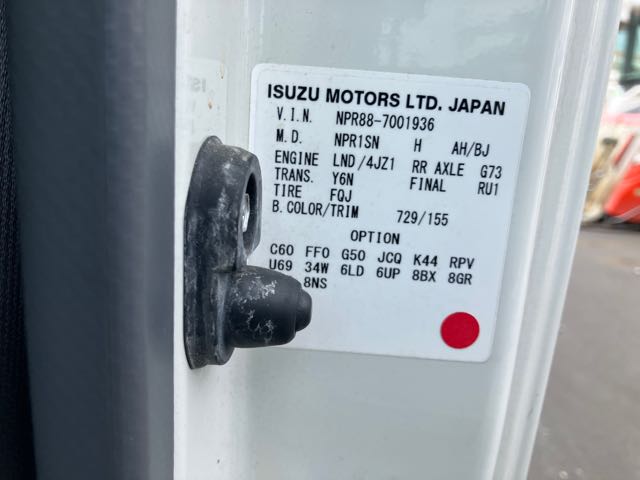 ISUZU MOTORS LTD. JAPAN
V.I.N. NPR88-7001936
M.D. NPR1SN H AH/BJ
ENGINE LND/4JZ1 RR AXLE G73
TRANS. Y6N FINAL RU1
TIRE FQJ
B.COLOR/TRIM 729/155
OPTION
C60 FF0 G50 JCQ K44 RPV
U69 34W 6LD 6UP 8BX 8GR
8NS